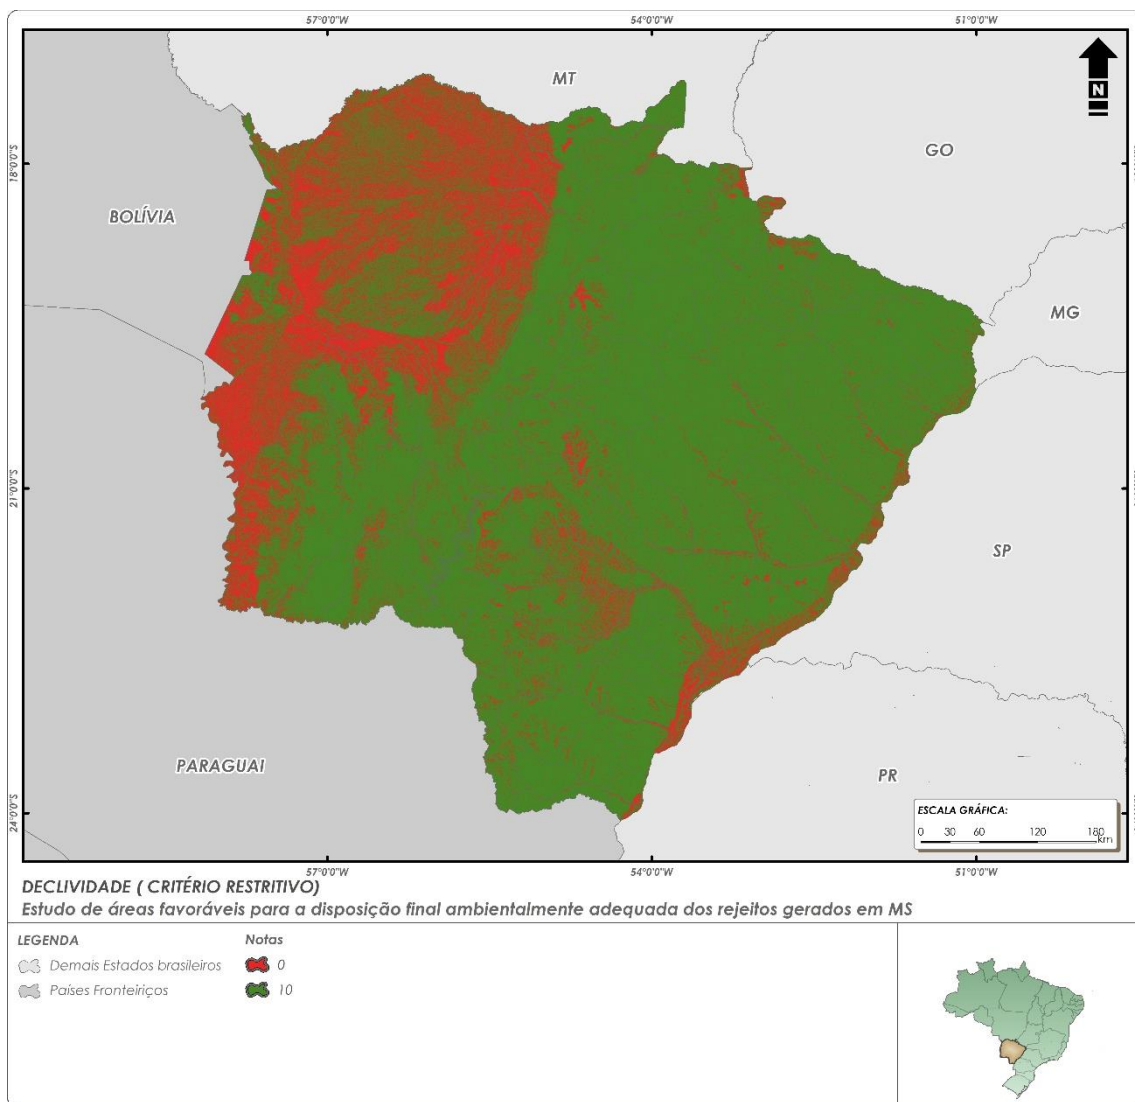 57°0'0"W 54°0'0"W 51°0'0"W
MT
N
GO
18°0'0"S
BOLÍVIA
MG
21°0'0"S
SP
PARAGUAI
PR
24°0'0"S
ESCALA GRÁFICA:
0 30 60 120 180
km
57°0'0"W 54°0'0"W 51°0'0"W
DECLIVIDADE ( CRITÉRIO RESTRITIVO)
Estudo de áreas favoráveis para a disposição final ambientalmente adequada dos rejeitos gerados em MS
LEGENDA Notas
Demais Estados brasileiros 0
Países Fronteiriços 10